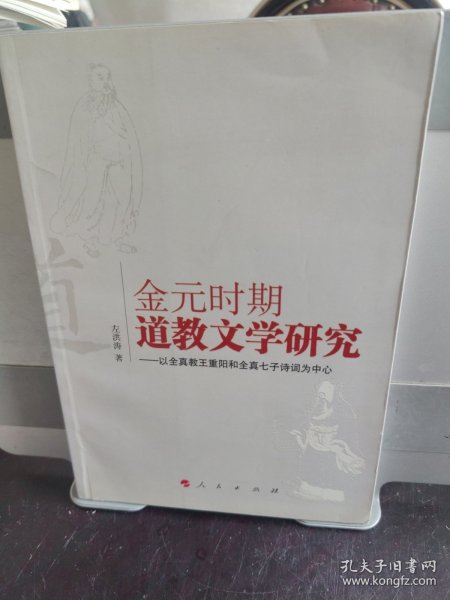 道
金元时期
道教文学研究
——以全真教王重阳和全真七子诗词为中心
左洪涛 著
人民出版社
孔夫子旧书网
www.kongfz.com